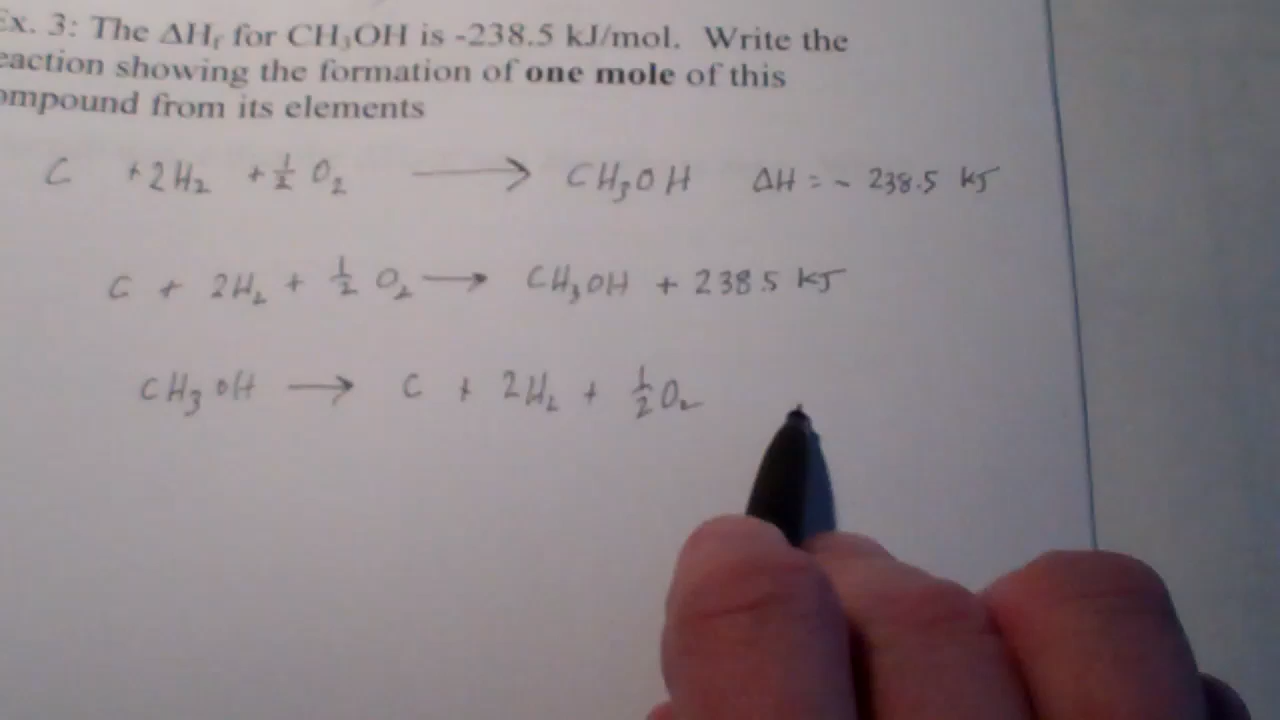 Ex. 3: The ΔHf for CH₃OH is -238.5 kJ/mol. Write the
eaction showing the formation of one mole of this
ompound from its elements
C + 2H₂ + ½ O₂ ⟶ CH₃OH ΔH = - 238.5 KJ
C + 2H₂ + ½ O₂ ⟶ CH₃OH + 238.5 KJ
CH₃OH ⟶ C + 2H₂ + ½ O₂